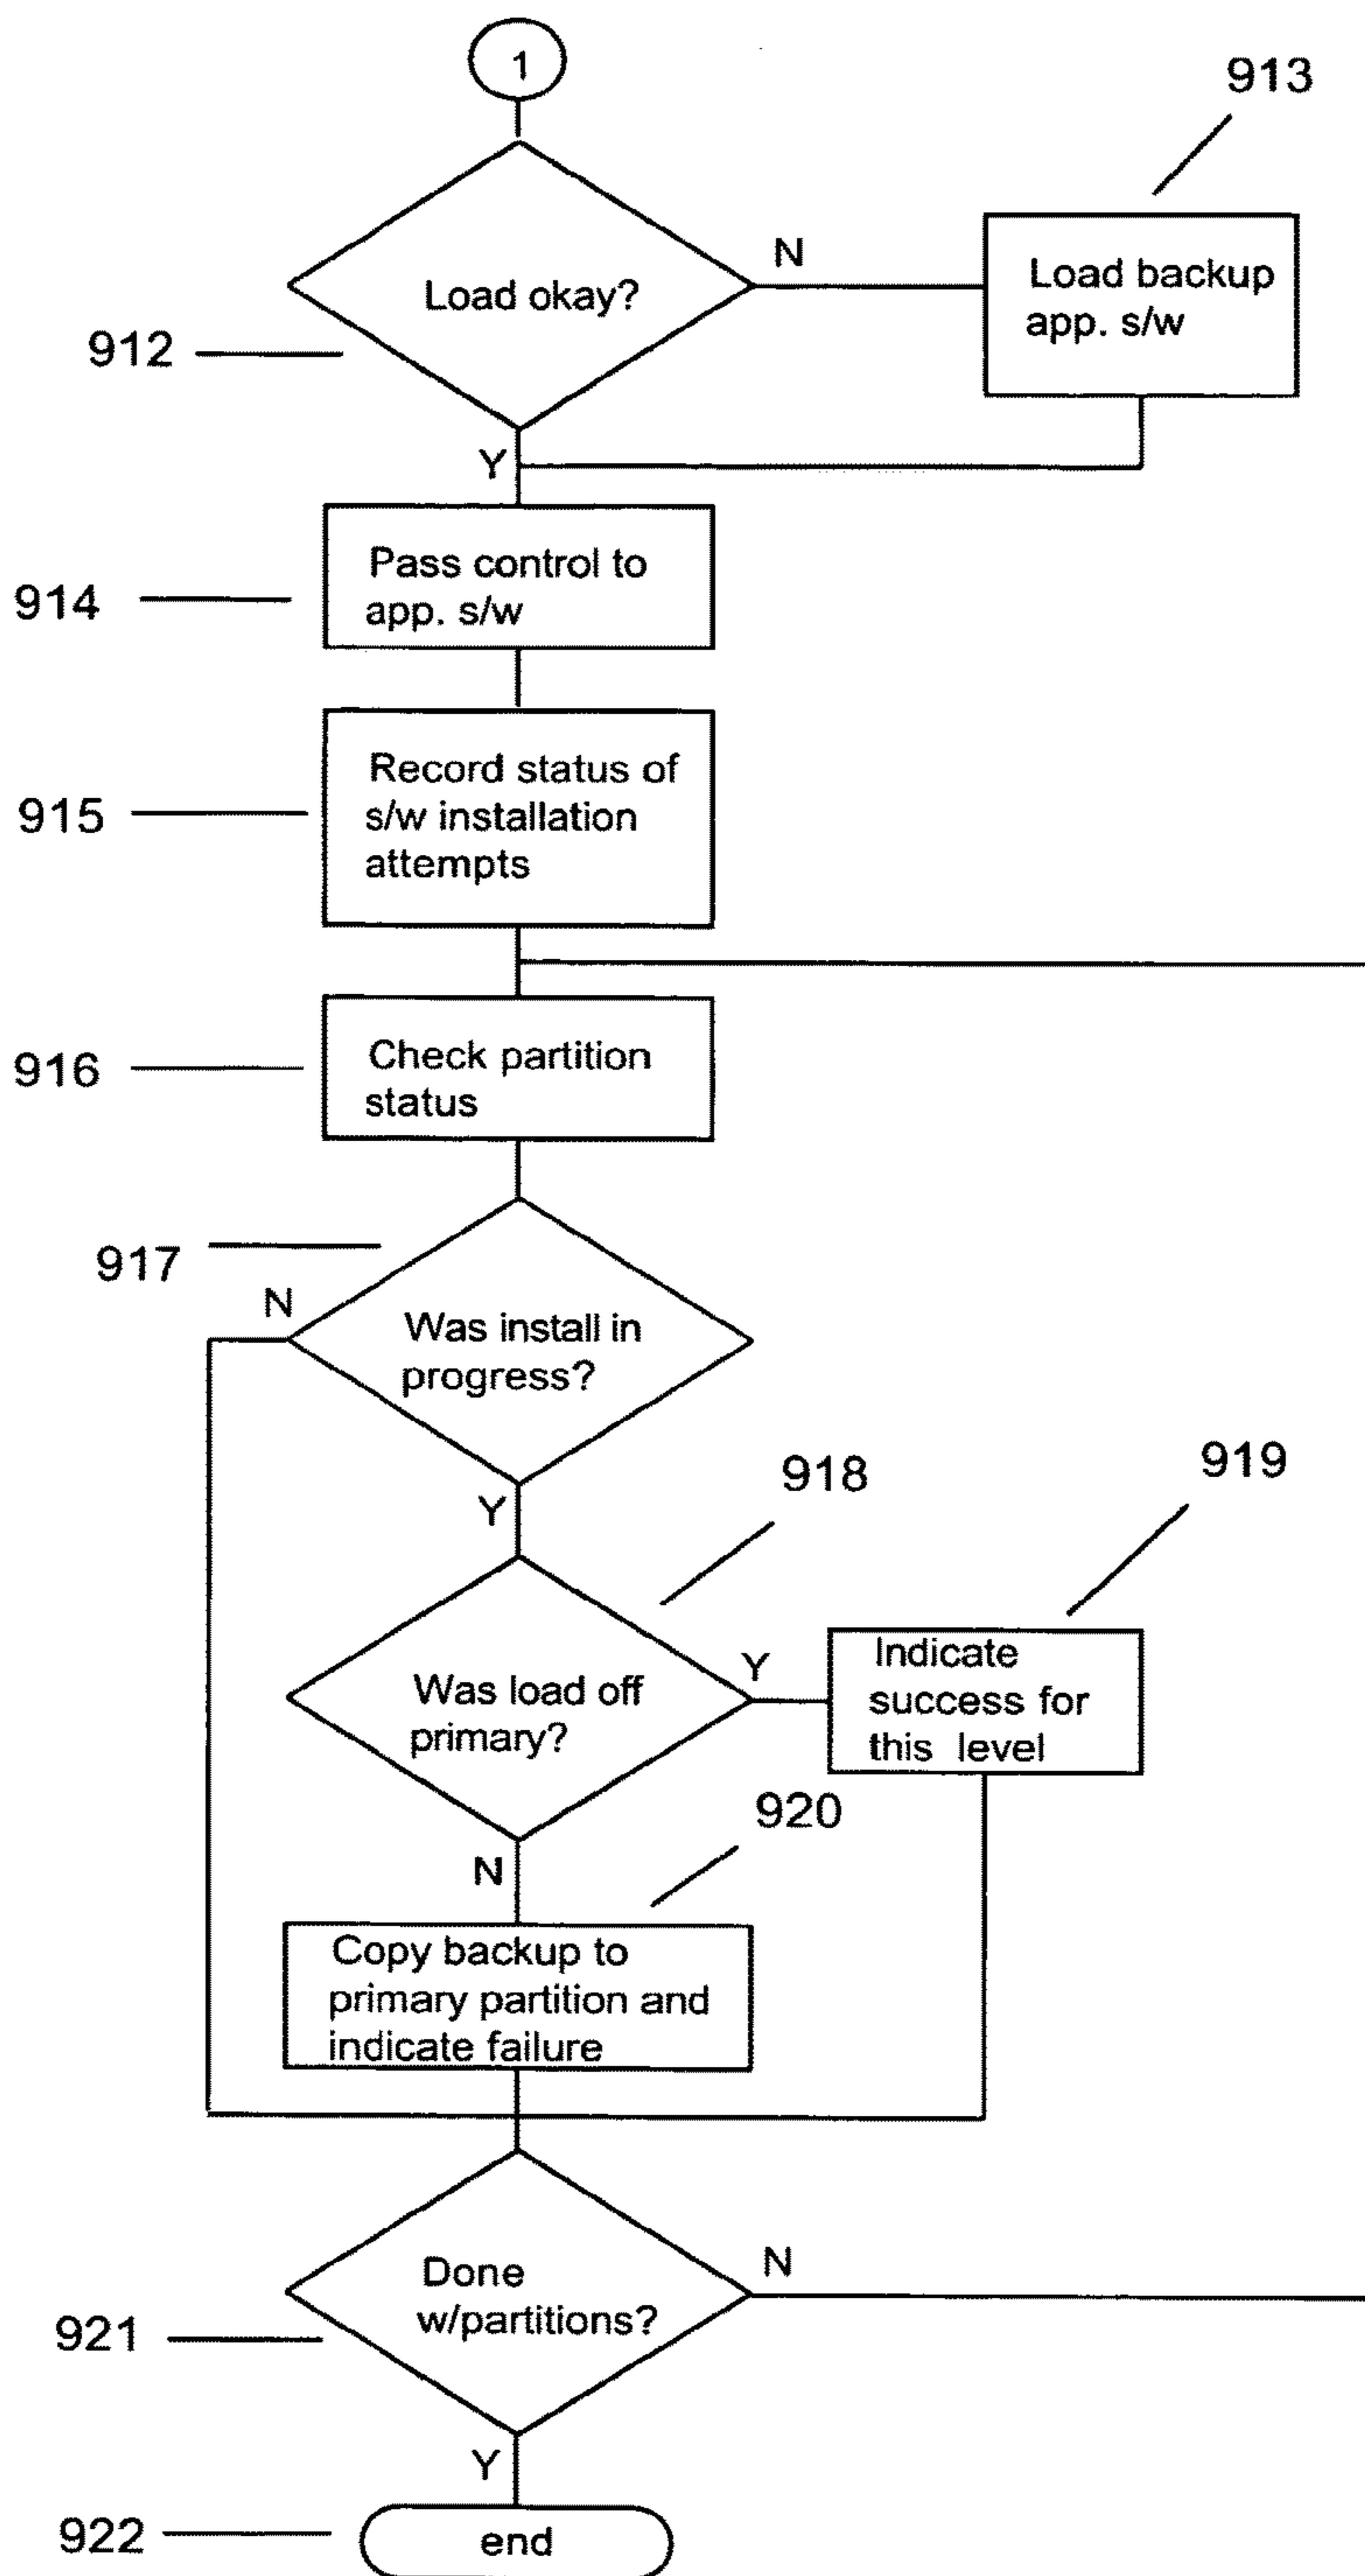 1
913
N
Load okay?
Load backup
app. s/w
912
Y
Pass control to
app. s/w
914
Record status of
s/w installation
attempts
915
Check partition
status
916
917
N
Was install in
progress?
918
919
Y
Was load off
primary?
Y
Indicate
success for
this level
920
N
Copy backup to
primary partition and
indicate failure
Done
w/partitions?
N
921
Y
end
922